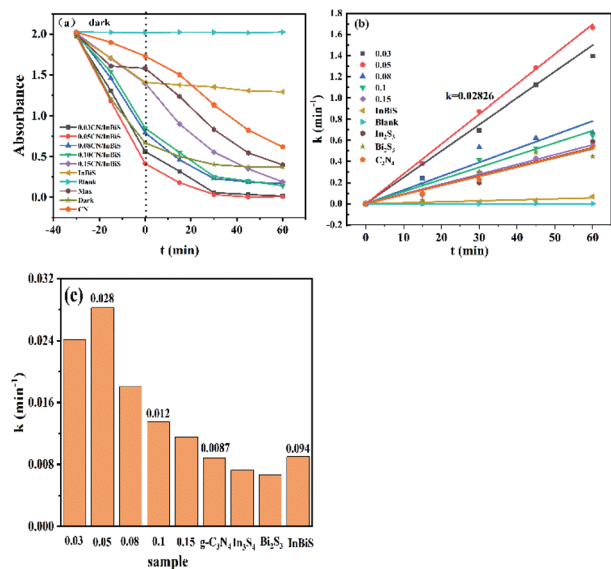 (a)
dark
2.0
1.5
1.0
0.5
0.0
Absorbance
0.03CN/InBiS
0.05CN/InBiS
0.08CN/InBiS
0.10CN/InBiS
0.15CN/InBiS
InBiS
Blank
Max
Dark
CN
-40
-20
0
20
40
60
t (min)
(b)
1.8
1.6
1.4
1.2
1.0
0.8
0.6
0.4
0.2
0.0
-0.2
k (min⁻¹)
0.03
0.05
0.08
0.1
0.15
InBiS
Blank
In₂S₃
Bi₂S₃
C₃N₄
k=0.02826
0
10
20
30
40
50
60
t (min)
(c)
0.032
0.024
0.016
0.008
0.000
k (min⁻¹)
0.028
0.012
0.0087
0.094
0.03
0.05
0.08
0.1
0.15
g-C₃N₄
In₃S₄
Bi₂S₃
InBiS
sample